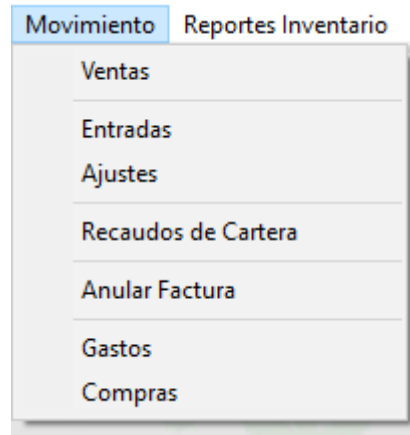 Movimiento Reportes Inventario
Ventas
Entradas
Ajustes
Recaudos de Cartera
Anular Factura
Gastos
Compras